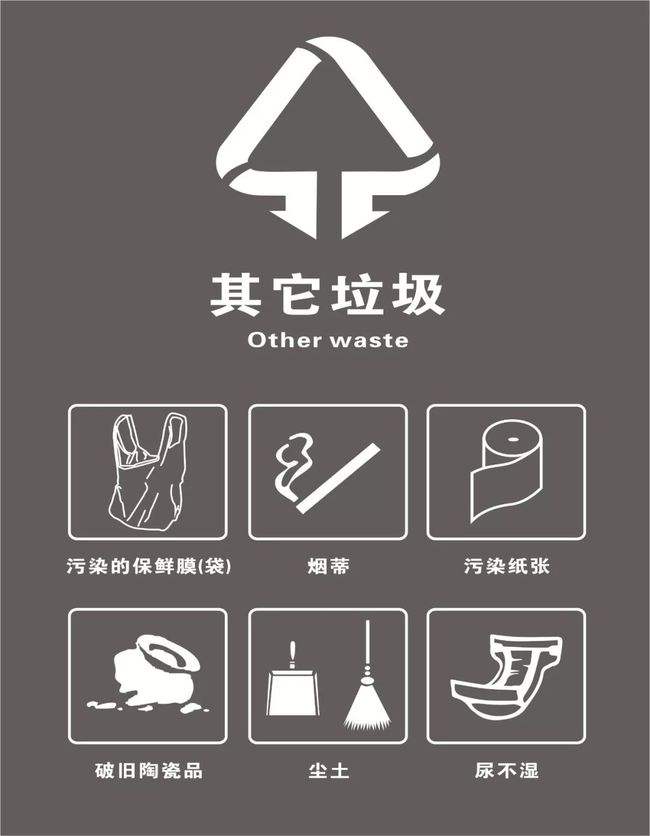 其它垃圾
Other waste
污染的保鲜膜(袋)
烟蒂
污染纸张
破旧陶瓷品
尘土
尿不湿